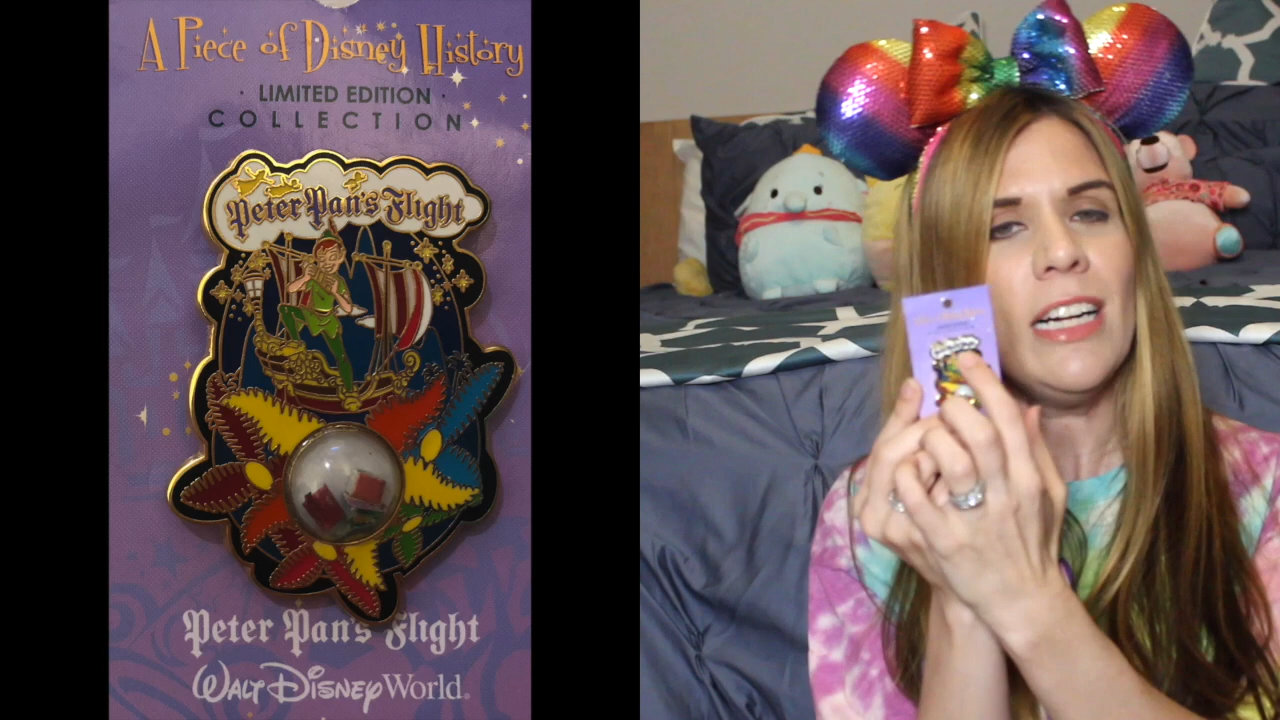 A Piece of Disney History
· LIMITED EDITION ·
COLLECTION
Peter Pan's Flight
Peter Pan's Flight
WALT DISNEY World®